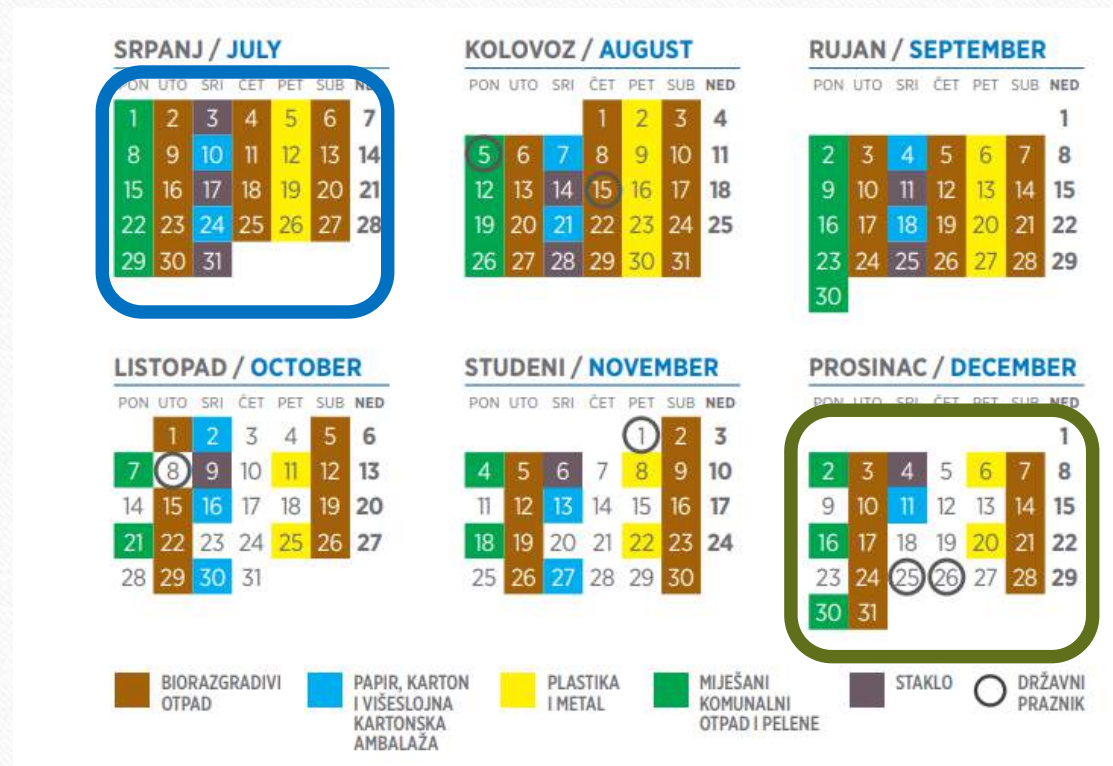 SRPANJ / JULY
PON UTO SRI ČET PET SUB NED
1 2 3 4 5 6 7
8 9 10 11 12 13 14
15 16 17 18 19 20 21
22 23 24 25 26 27 28
29 30 31
KOLOVOZ / AUGUST
PON UTO SRI ČET PET SUB NED
1 2 3 4
5 6 7 8 9 10 11
12 13 14 15 16 17 18
19 20 21 22 23 24 25
26 27 28 29 30 31
RUJAN / SEPTEMBER
PON UTO SRI ČET PET SUB NED
1
2 3 4 5 6 7 8
9 10 11 12 13 14 15
16 17 18 19 20 21 22
23 24 25 26 27 28 29
30
LISTOPAD / OCTOBER
PON UTO SRI ČET PET SUB NED
1 2 3 4 5 6
7 8 9 10 11 12 13
14 15 16 17 18 19 20
21 22 23 24 25 26 27
28 29 30 31
STUDENI / NOVEMBER
PON UTO SRI ČET PET SUB NED
1 2 3
4 5 6 7 8 9 10
11 12 13 14 15 16 17
18 19 20 21 22 23 24
25 26 27 28 29 30
PROSINAC / DECEMBER
PON UTO SRI ČET PET SUB NED
1
2 3 4 5 6 7 8
9 10 11 12 13 14 15
16 17 18 19 20 21 22
23 24 25 26 27 28 29
30 31
BIORAZGRADIVI
OTPAD
PAPIR, KARTON
I VIŠESLOJNA
KARTONSKA
AMBALAŽA
PLASTIKA
I METAL
MIJEŠANI
KOMUNALNI
OTPAD I PELENE
STAKLO
DRŽAVNI
PRAZNIK